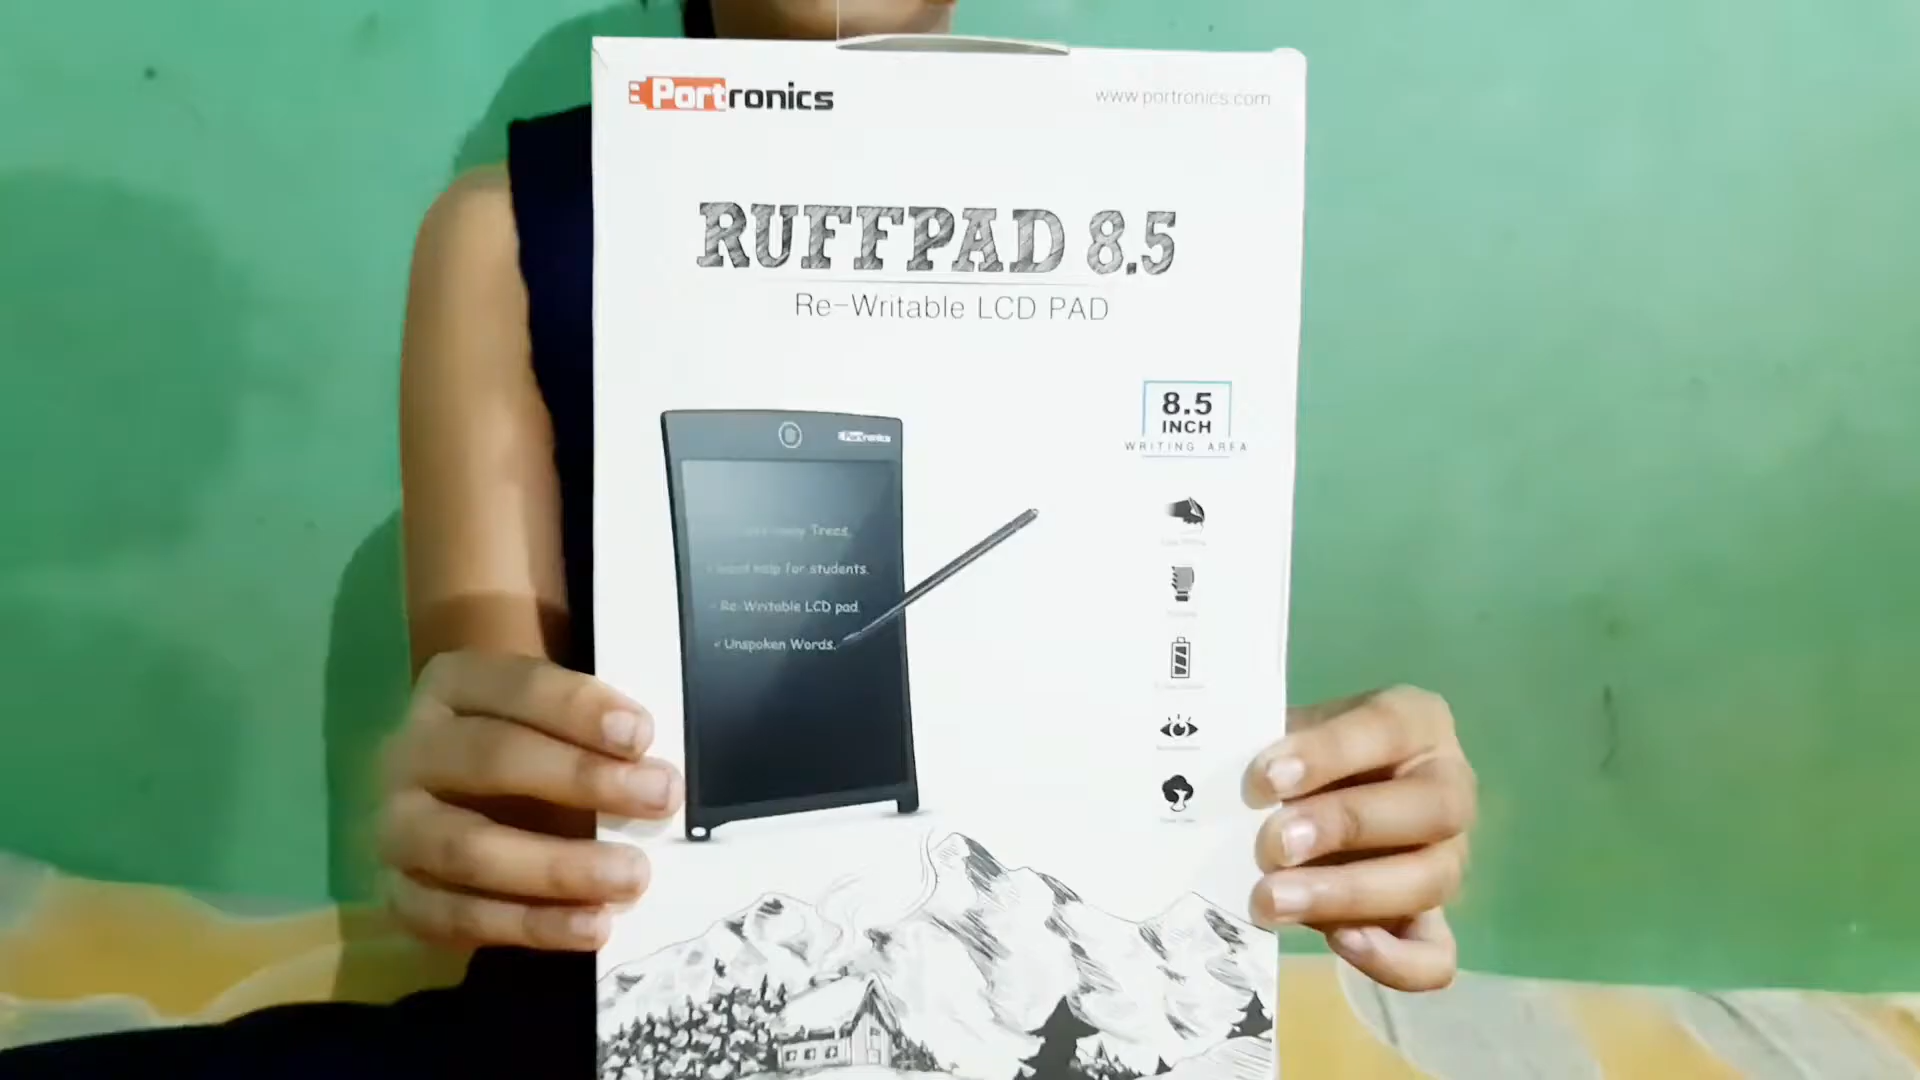 Portronics
www.portronics.com
RUFFPAD 8.5
Re-Writable LCD PAD
8.5
INCH
WRITING AREA
Portronics
Trees.
help for students.
Re-Writable LCD pad.
Unspoken Words.